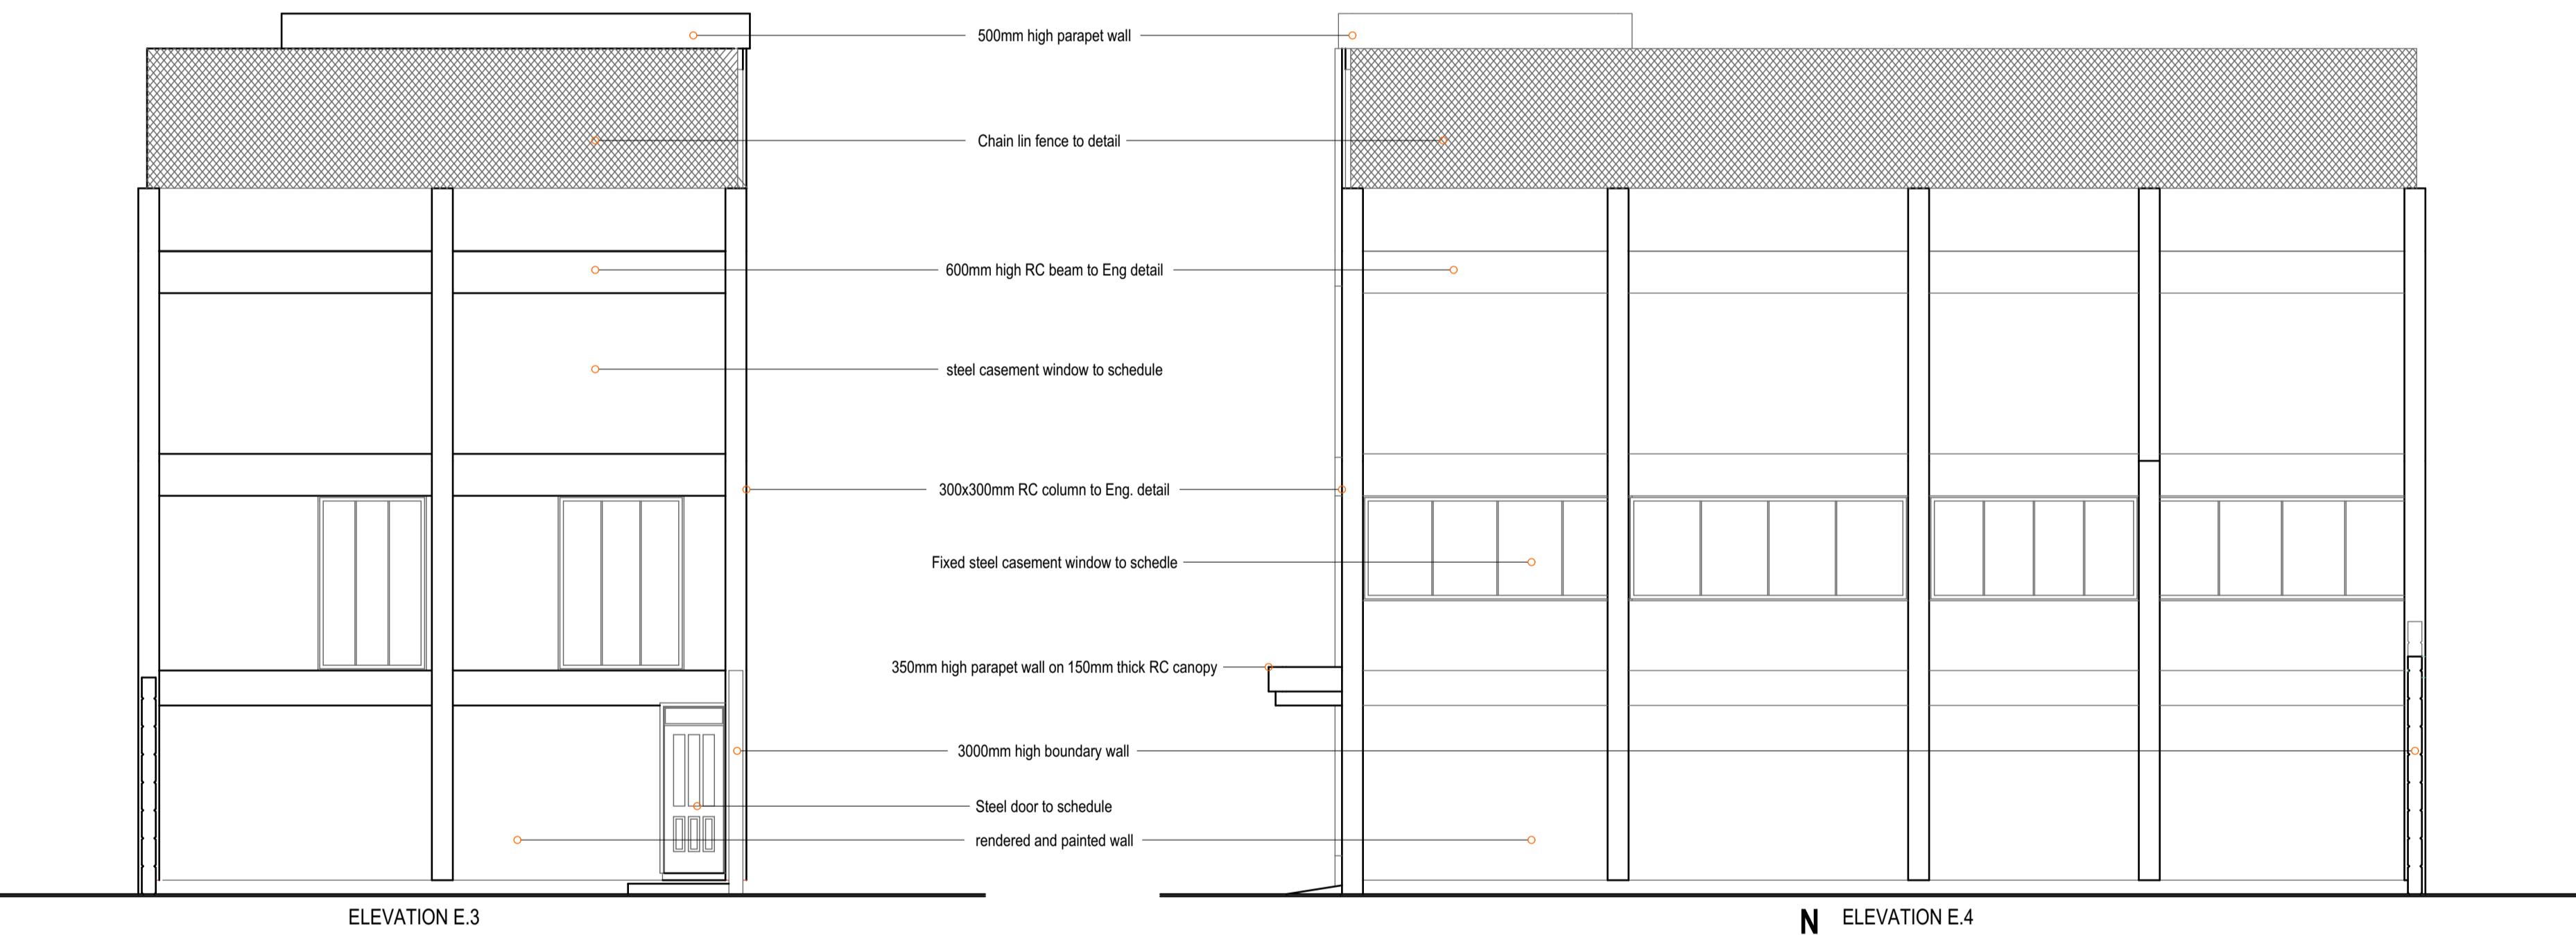 500mm high parapet wall
Chain lin fence to detail
600mm high RC beam to Eng detail
steel casement window to schedule
300x300mm RC column to Eng. detail
Fixed steel casement window to schedle
350mm high parapet wall on 150mm thick RC canopy
3000mm high boundary wall
Steel door to schedule
rendered and painted wall
ELEVATION E.3
N ELEVATION E.4